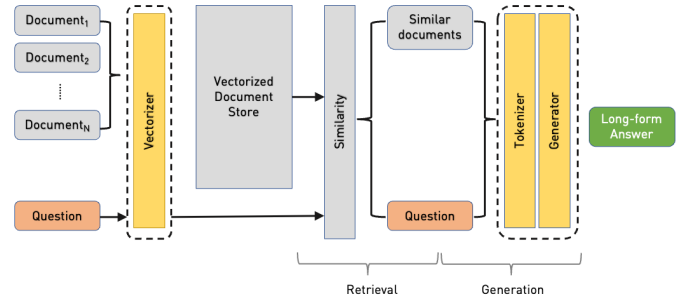 Document1
Document2
DocumentN
Question
Vectorizer
Vectorized
Document
Store
Similarity
Similar
documents
Question
Tokenizer
Generator
Long-form
Answer
Retrieval
Generation